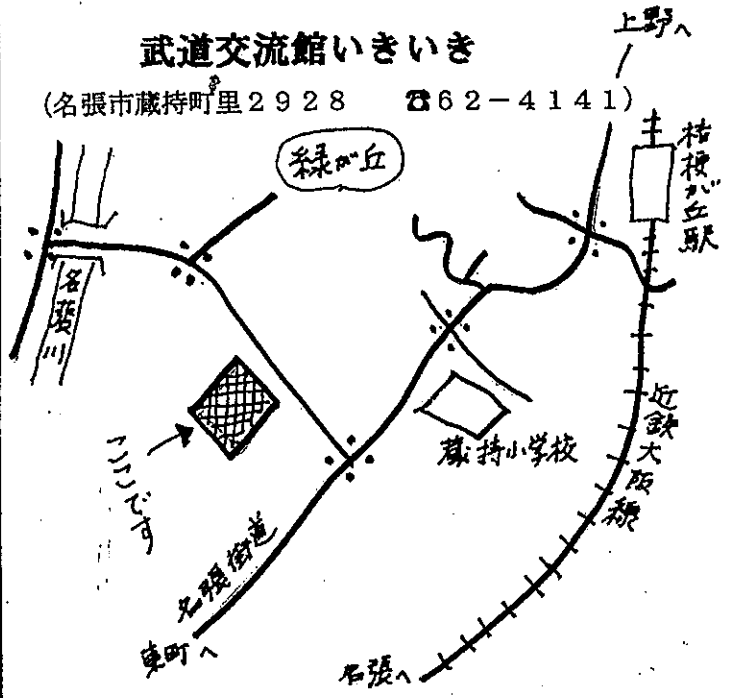 武道交流館いきいき
(名張市蔵持町里2928 ☎62-4141)
上野へ
桔梗が丘駅
緑が丘
名張川
ここです
蔵持小学校
近鉄大阪線
名張街道
東町へ
名張へ